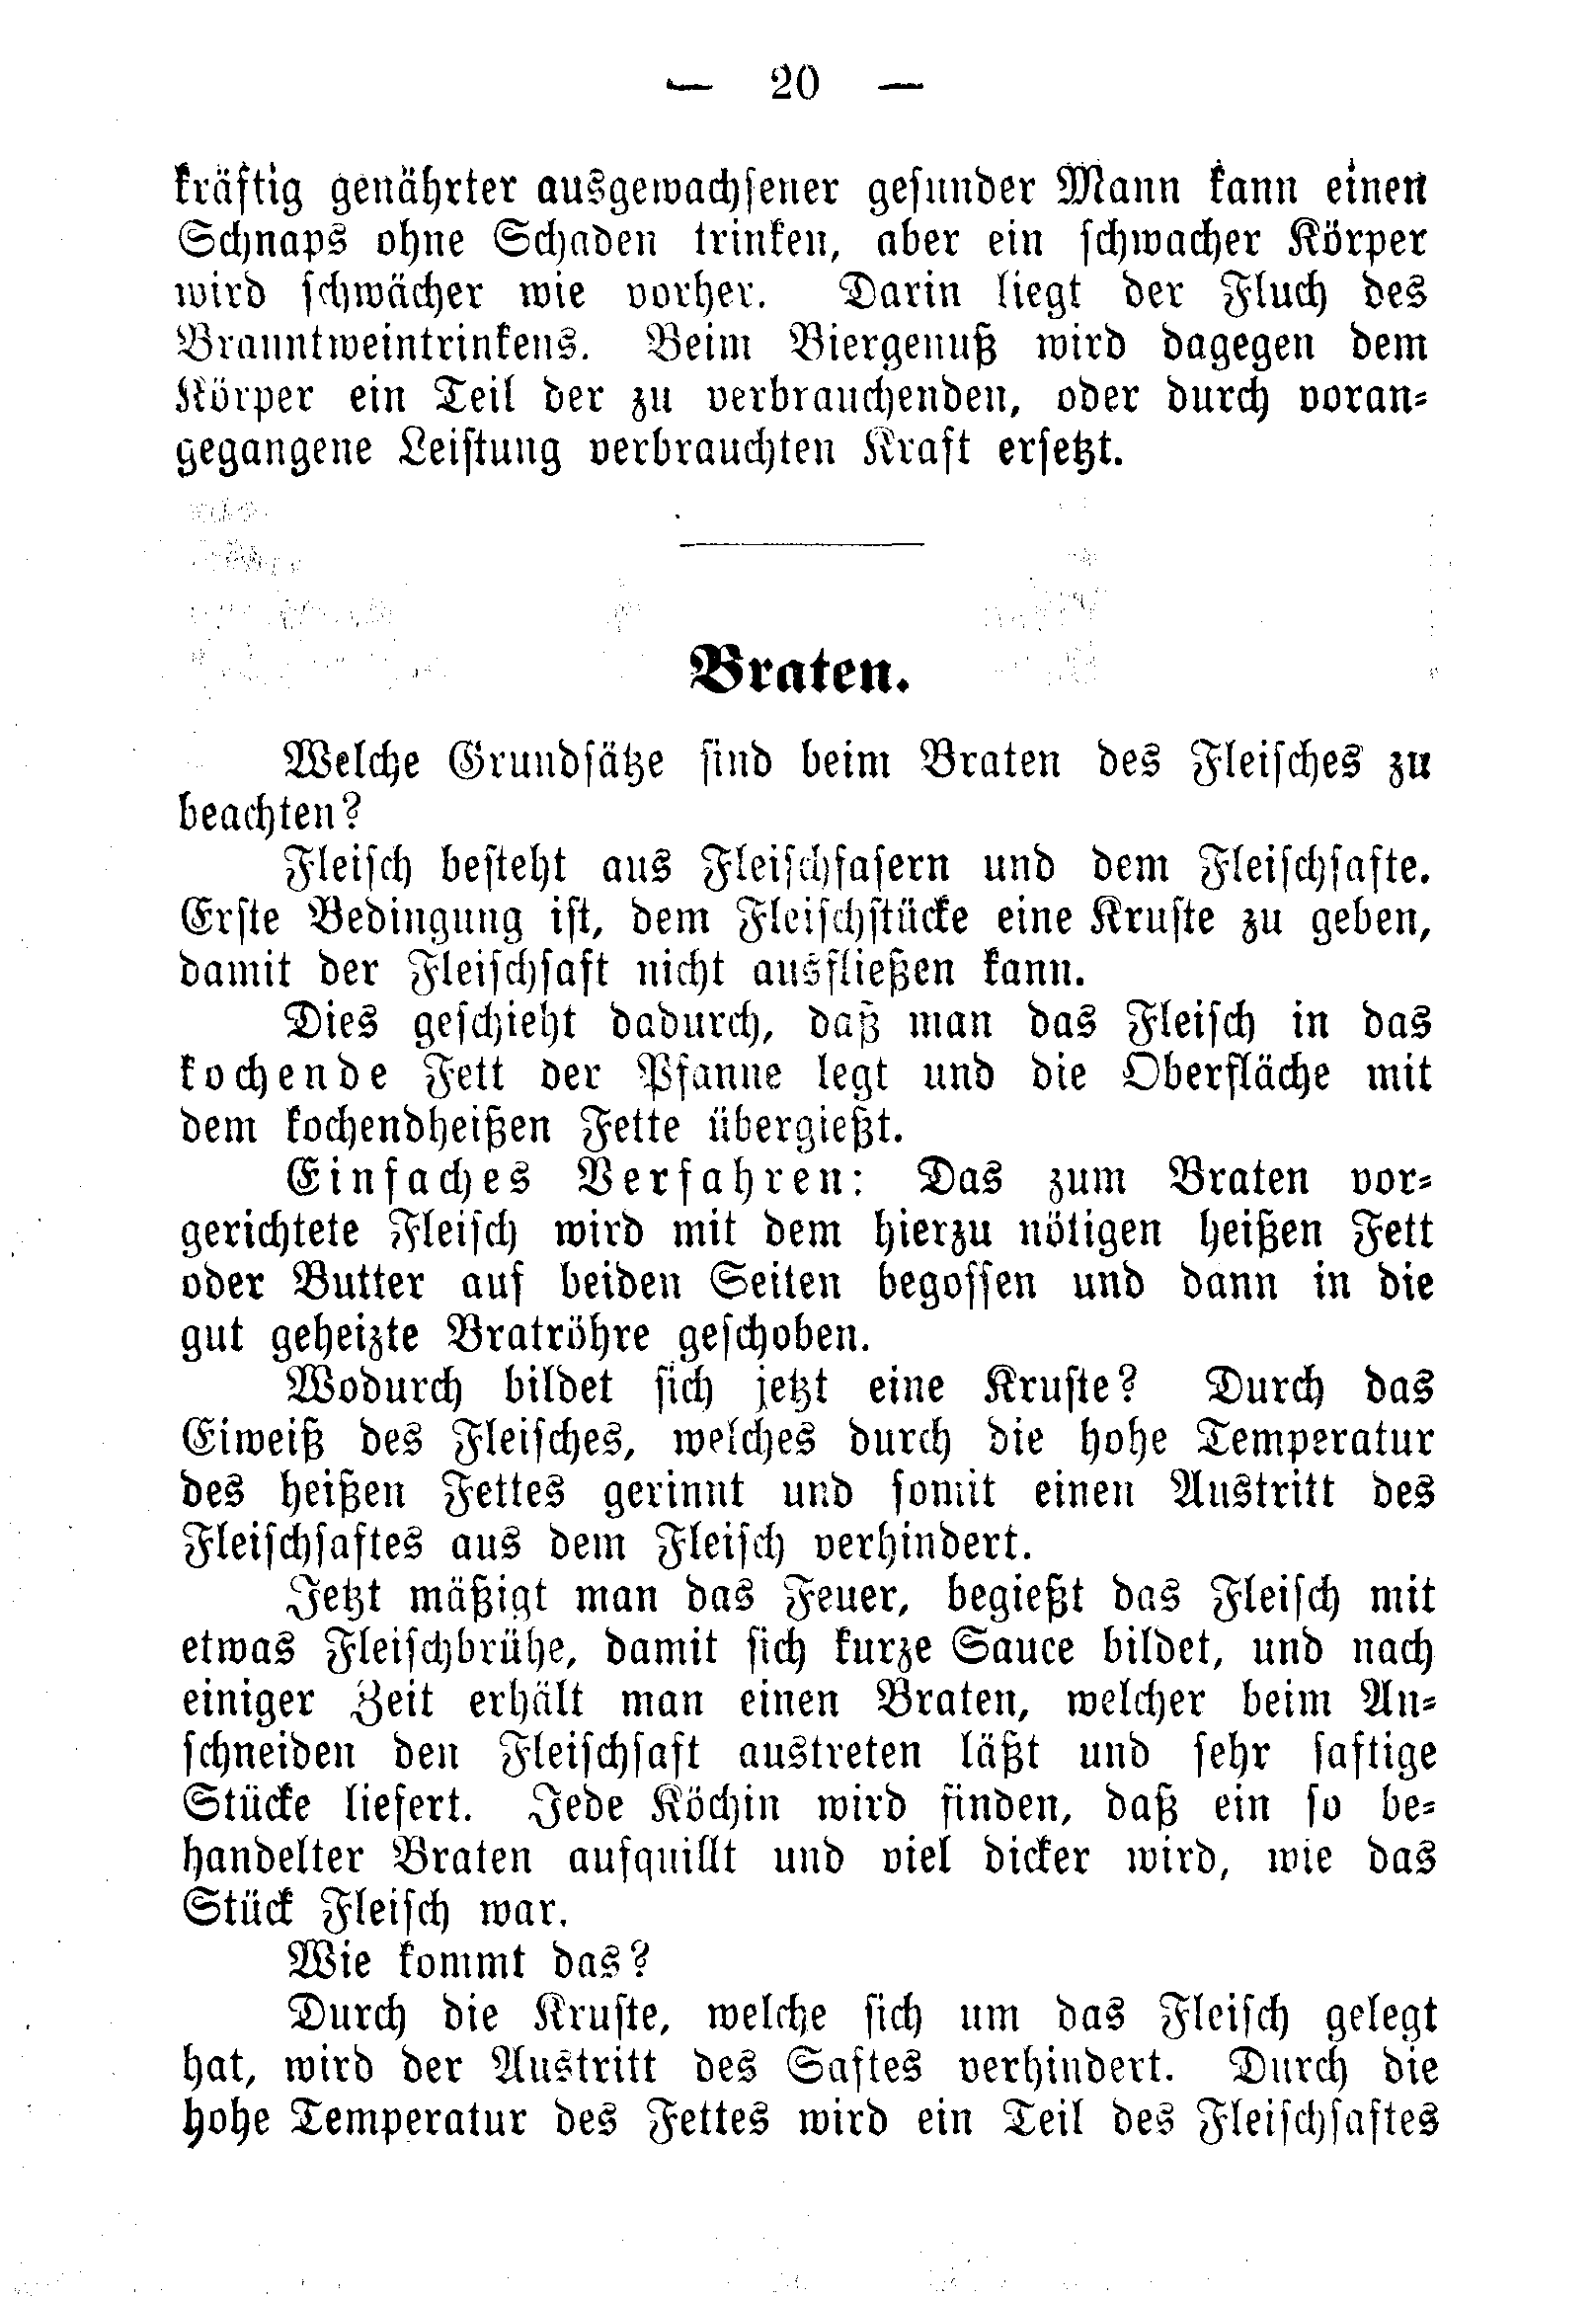 — 20 —
kräftig genährter ausgewachsener gesunder Mann kann einen
Schnaps ohne Schaden trinken, aber ein schwacher Körper
wird schwächer wie vorher. Darin liegt der Fluch des
Branntweintrinkens. Beim Biergenuß wird dagegen dem
Körper ein Teil der zu verbrauchenden, oder durch voran-
gegangene Leistung verbrauchten Kraft ersetzt.
Braten.
Welche Grundsätze sind beim Braten des Fleisches zu
beachten?
Fleisch besteht aus Fleischfasern und dem Fleischsafte.
Erste Bedingung ist, dem Fleischstücke eine Kruste zu geben,
damit der Fleischsaft nicht ausfließen kann.
Dies geschieht dadurch, daß man das Fleisch in das
kochende Fett der Pfanne legt und die Oberfläche mit
dem kochendheißen Fette übergießt.
Einfaches Verfahren: Das zum Braten vor-
gerichtete Fleisch wird mit dem hierzu nötigen heißen Fett
oder Butter auf beiden Seiten begossen und dann in die
gut geheizte Bratröhre geschoben.
Wodurch bildet sich jetzt eine Kruste? Durch das
Eiweiß des Fleisches, welches durch die hohe Temperatur
des heißen Fettes gerinnt und somit einen Austritt des
Fleischsaftes aus dem Fleisch verhindert.
Jetzt mäßigt man das Feuer, begießt das Fleisch mit
etwas Fleischbrühe, damit sich kurze Sauce bildet, und nach
einiger Zeit erhält man einen Braten, welcher beim An-
schneiden den Fleischsaft austreten läßt und sehr saftige
Stücke liefert. Jede Köchin wird finden, daß ein so be-
handelter Braten aufquillt und viel dicker wird, wie das
Stück Fleisch war.
Wie kommt das?
Durch die Kruste, welche sich um das Fleisch gelegt
hat, wird der Austritt des Saftes verhindert. Durch die
hohe Temperatur des Fettes wird ein Teil des Fleischsaftes